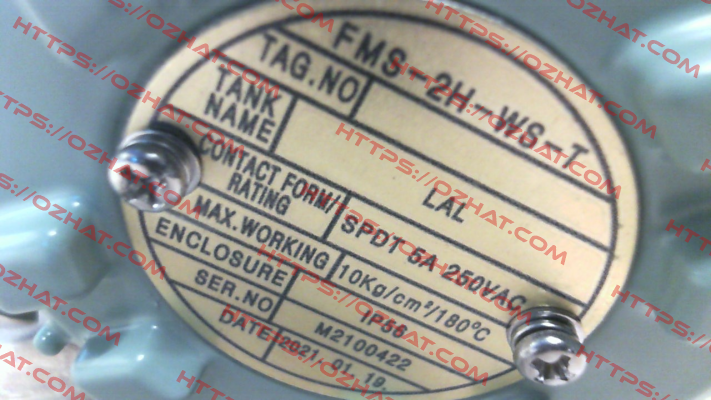 FMS-2H-WS-T
TAG.NO
TANK NAME
LAL
CONTACT FORM/ RATING
SPDT 5A 250VAC
MAX.WORKING
10Kg/cm²/180°C
ENCLOSURE
IP56
SER.NO
M2100422
DATE
2021.01.19.
HTTPS://OZHAT.COM